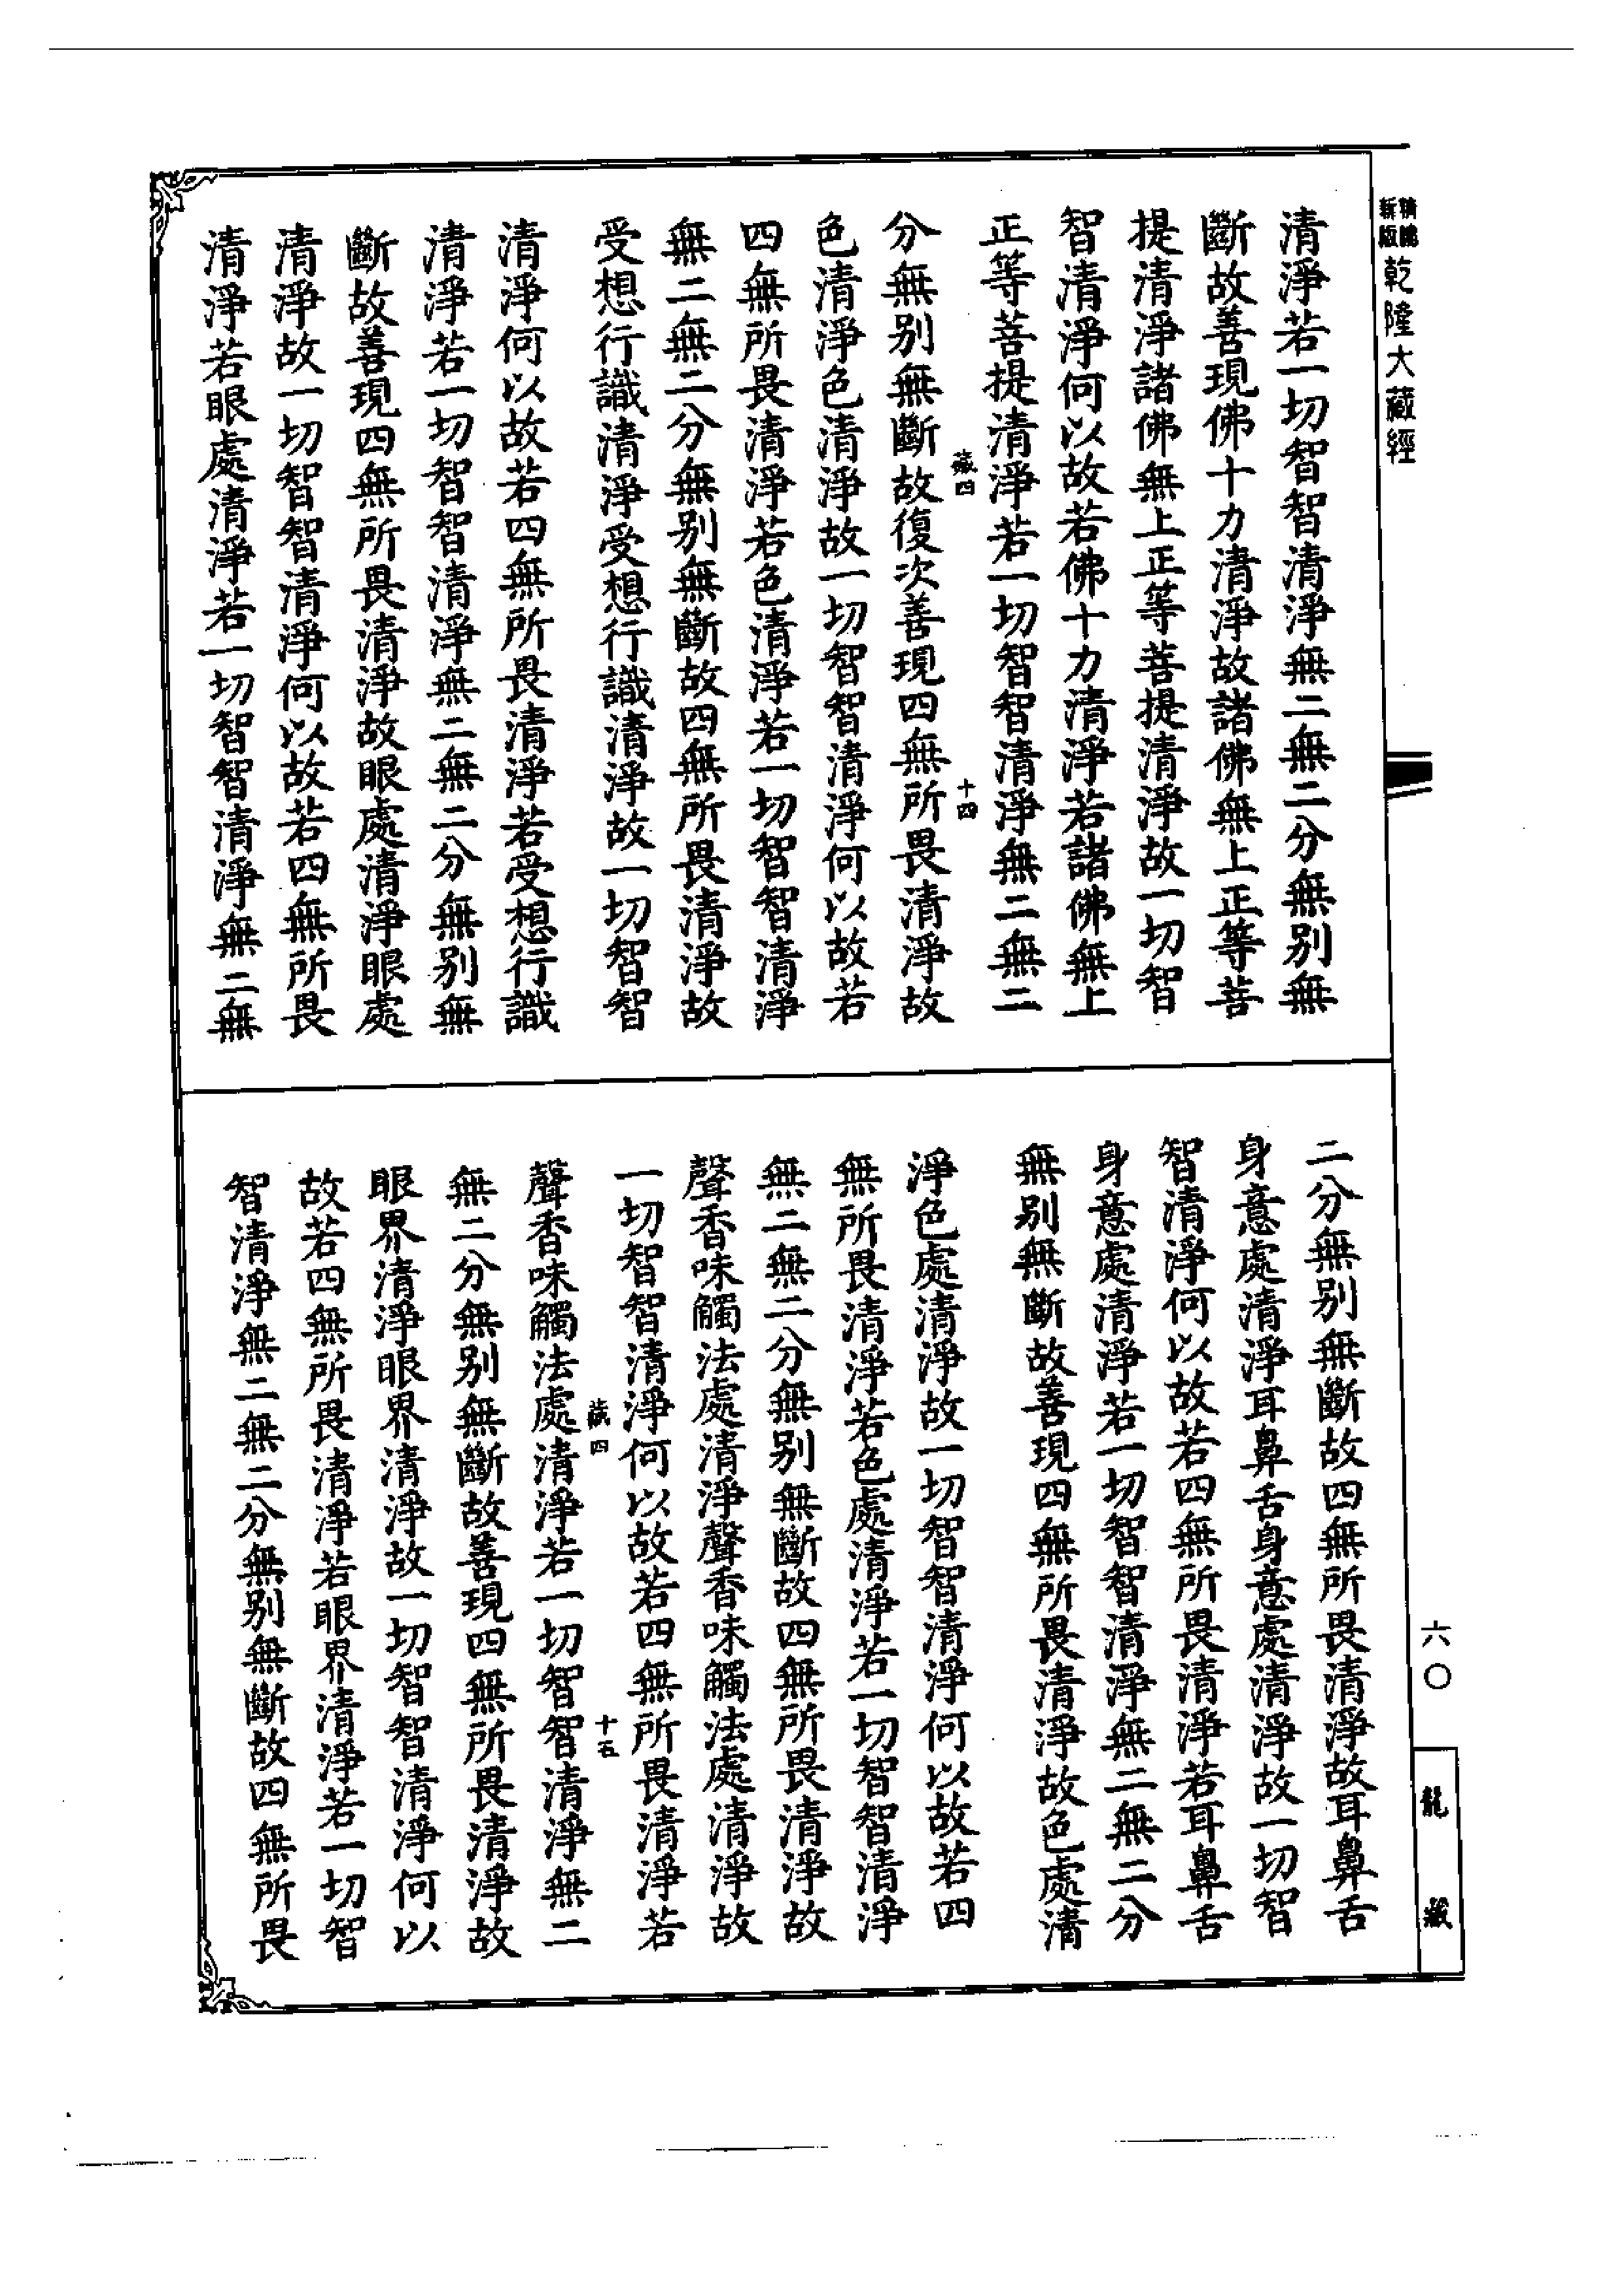 精縮新版乾隆大藏經
清淨若一切智智清淨無二無二分無別無
斷故善現佛十力清淨故諸佛無上正等菩
提清淨諸佛無上正等菩提清淨故一切智
智清淨何以故若佛十力清淨若諸佛無上
正等菩提清淨若一切智智清淨無二無二
四 十四
分無別無斷故復次善現四無所畏清淨故
色清淨色清淨故一切智智清淨何以故若
四無所畏清淨若色清淨若一切智智清淨
無二無二分無別無斷故四無所畏清淨故
受想行識清淨受想行識清淨故一切智智
清淨何以故若四無所畏清淨若受想行識
清淨若一切智智清淨無二無二分無別無
斷故善現四無所畏清淨故眼處清淨眼處
清淨故一切智智清淨何以故若四無所畏
清淨若眼處清淨若一切智智清淨無二無
二分無別無斷故四無所畏清淨故耳鼻舌
身意處清淨耳鼻舌身意處清淨故一切智
智清淨何以故若四無所畏清淨若耳鼻舌
身意處清淨若一切智智清淨無二無二分
無別無斷故善現四無所畏清淨故色處清
淨色處清淨故一切智智清淨何以故若四
無所畏清淨若色處清淨若一切智智清淨
無二無二分無別無斷故四無所畏清淨故
聲香味觸法處清淨聲香味觸法處清淨故
一切智智清淨何以故若四無所畏清淨若
四 十五
聲香味觸法處清淨若一切智智清淨無二
無二分無別無斷故善現四無所畏清淨故
眼界清淨眼界清淨故一切智智清淨何以
故若四無所畏清淨若眼界清淨若一切智
智清淨無二無二分無別無斷故四無所畏
六〇
龍藏